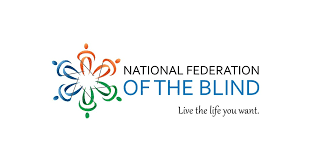 NATIONAL FEDERATION
OF THE BLIND
Live the life you want.